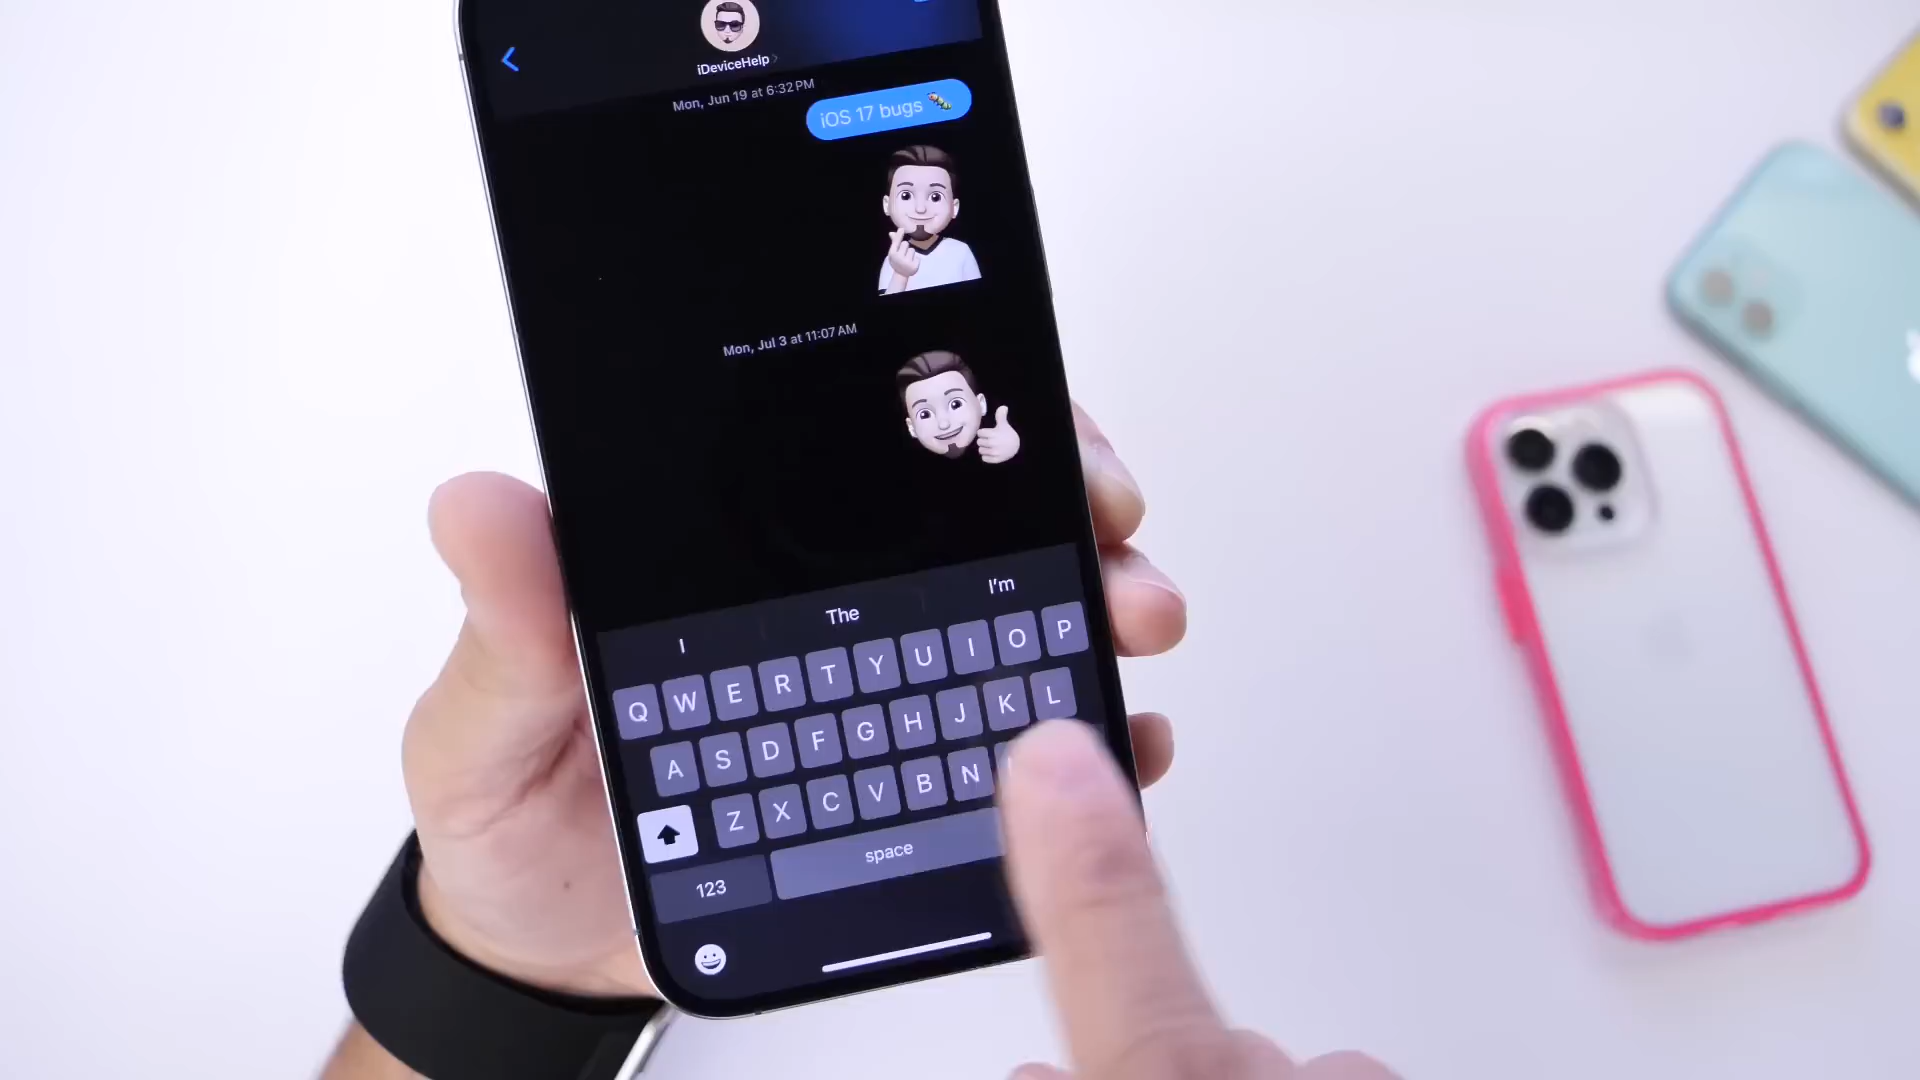 iDeviceHelp
Mon, Jun 19 at 6:32 PM
iOS 17 bugs 🐛
Mon, Jul 3 at 11:07 AM
I The I'm
Q W E R T Y U I O P
A S D F G H J K L
Z X C V B N
123 space